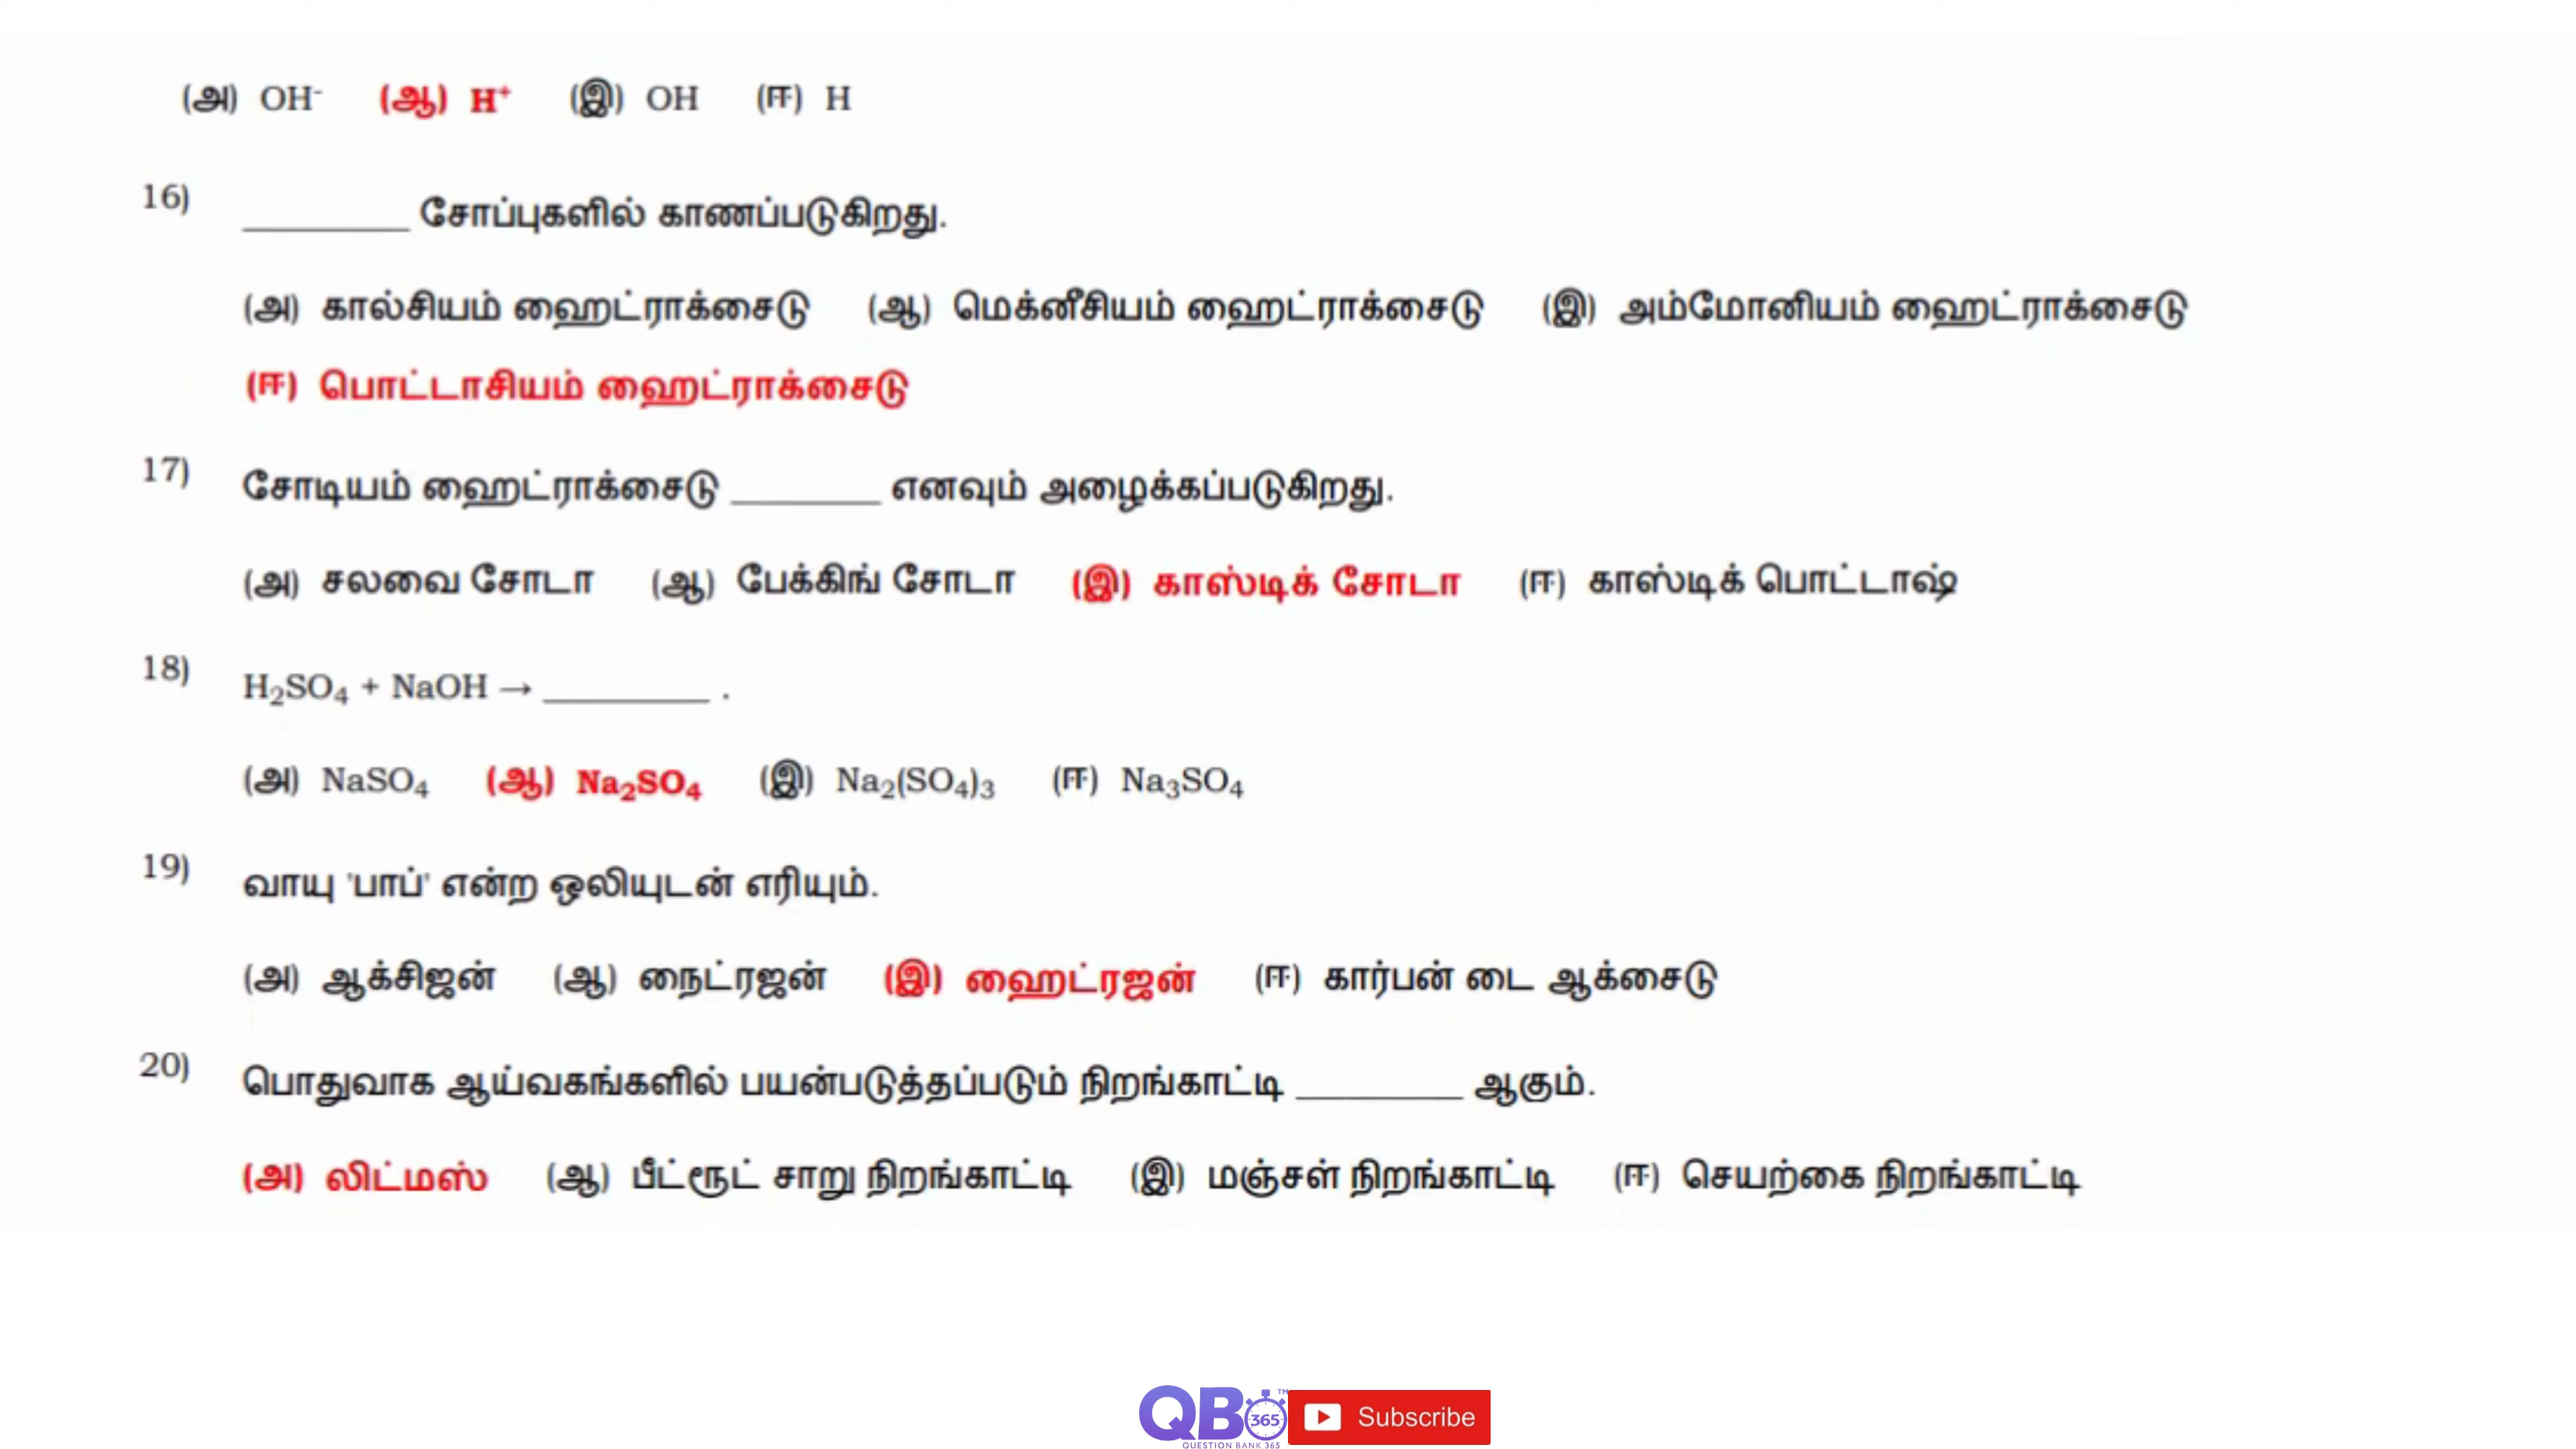 (அ) OH⁻ (ஆ) H⁺ (இ) OH (ஈ) H
16) ________ சோப்புகளில் காணப்படுகிறது.
(அ) கால்சியம் ஹைட்ராக்சைடு (ஆ) மெக்னீசியம் ஹைட்ராக்சைடு (இ) அம்மோனியம் ஹைட்ராக்சைடு
(ஈ) பொட்டாசியம் ஹைட்ராக்சைடு
17) சோடியம் ஹைட்ராக்சைடு _______ எனவும் அழைக்கப்படுகிறது.
(அ) சலவை சோடா (ஆ) பேக்கிங் சோடா (இ) காஸ்டிக் சோடா (ஈ) காஸ்டிக் பொட்டாஷ்
18) H₂SO₄ + NaOH → ________ .
(அ) NaSO₄ (ஆ) Na₂SO₄ (இ) Na₂(SO₄)₃ (ஈ) Na₃SO₄
19) வாயு 'பாப்' என்ற ஒலியுடன் எரியும்.
(அ) ஆக்சிஜன் (ஆ) நைட்ரஜன் (இ) ஹைட்ரஜன் (ஈ) கார்பன் டை ஆக்சைடு
20) பொதுவாக ஆய்வகங்களில் பயன்படுத்தப்படும் நிறங்காட்டி ________ ஆகும்.
(அ) லிட்மஸ் (ஆ) பீட்ரூட் சாறு நிறங்காட்டி (இ) மஞ்சள் நிறங்காட்டி (ஈ) செயற்கை நிறங்காட்டி
QB 365 ™ Subscribe
QUESTION BANK 365